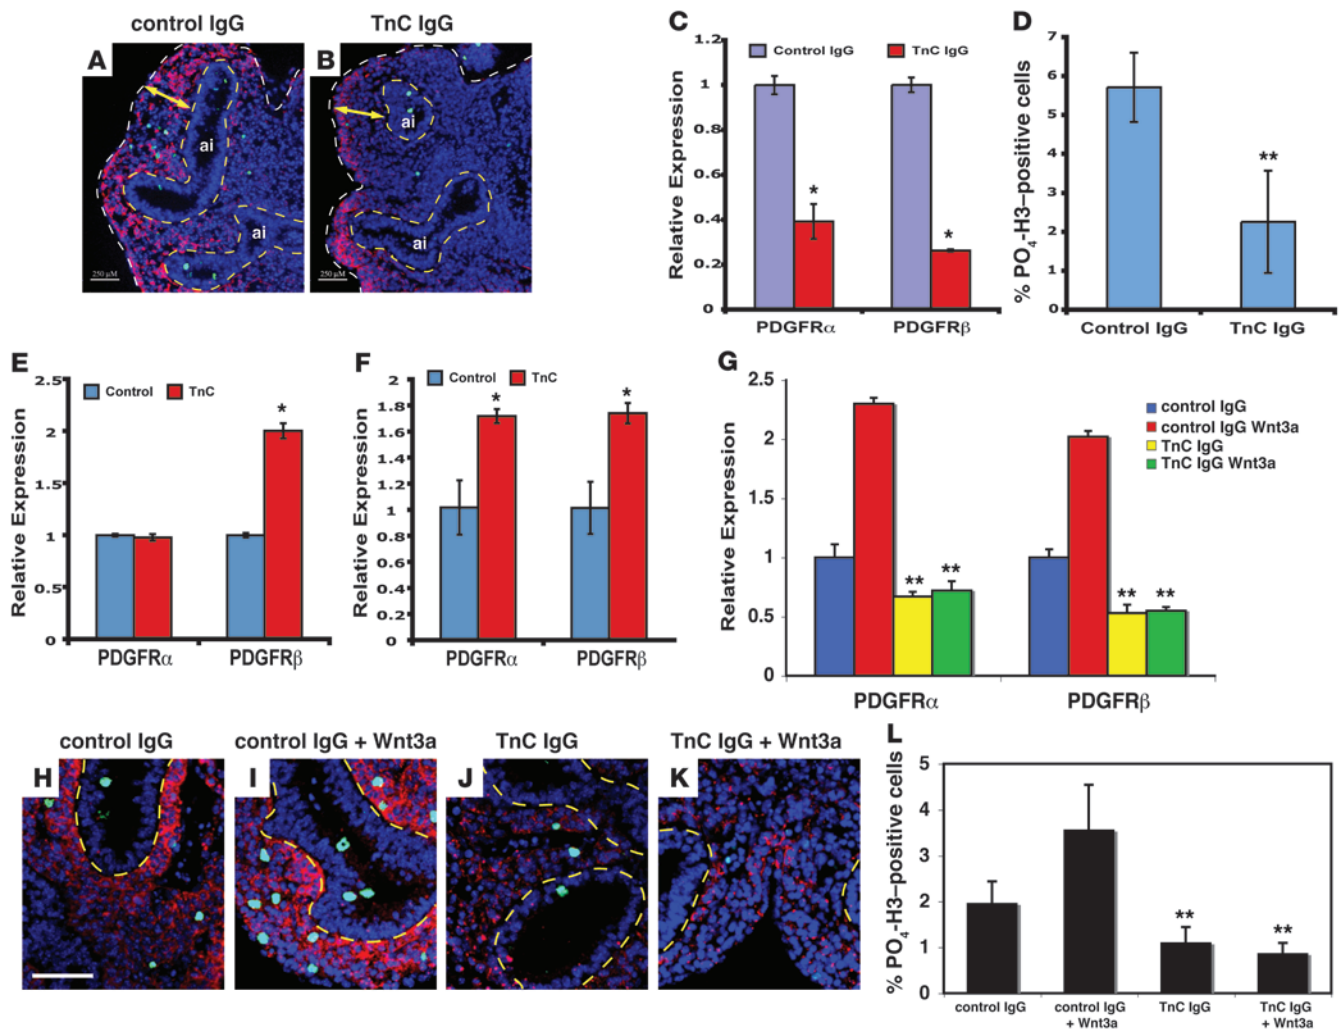 control IgG
TnC IgG
A
ai
ai
250 µM
B
ai
ai
250 µM
C
Control IgG
TnC IgG
Relative Expression
1.2
1
0.8
0.6
0.4
0.2
0
*
*
PDGFRα
PDGFRβ
D
% PO4-H3–positive cells
7
6
5
4
3
2
1
0
**
Control IgG
TnC IgG
E
Control
TnC
Relative Expression
2.5
2
1.5
1
0.5
0
*
PDGFRα
PDGFRβ
F
Control
TnC
Relative Expression
2
1.8
1.6
1.4
1.2
1
0.8
0.6
0.4
0.2
0
*
*
PDGFRα
PDGFRβ
G
control IgG
control IgG Wnt3a
TnC IgG
TnC IgG Wnt3a
Relative Expression
2.5
2
1.5
1
0.5
0
**
**
**
**
PDGFRα
PDGFRβ
control IgG
H
control IgG + Wnt3a
I
TnC IgG
J
TnC IgG + Wnt3a
K
L
% PO4-H3–positive cells
5
4
3
2
1
0
**
**
control IgG
control IgG
+ Wnt3a
TnC IgG
TnC IgG
+ Wnt3a